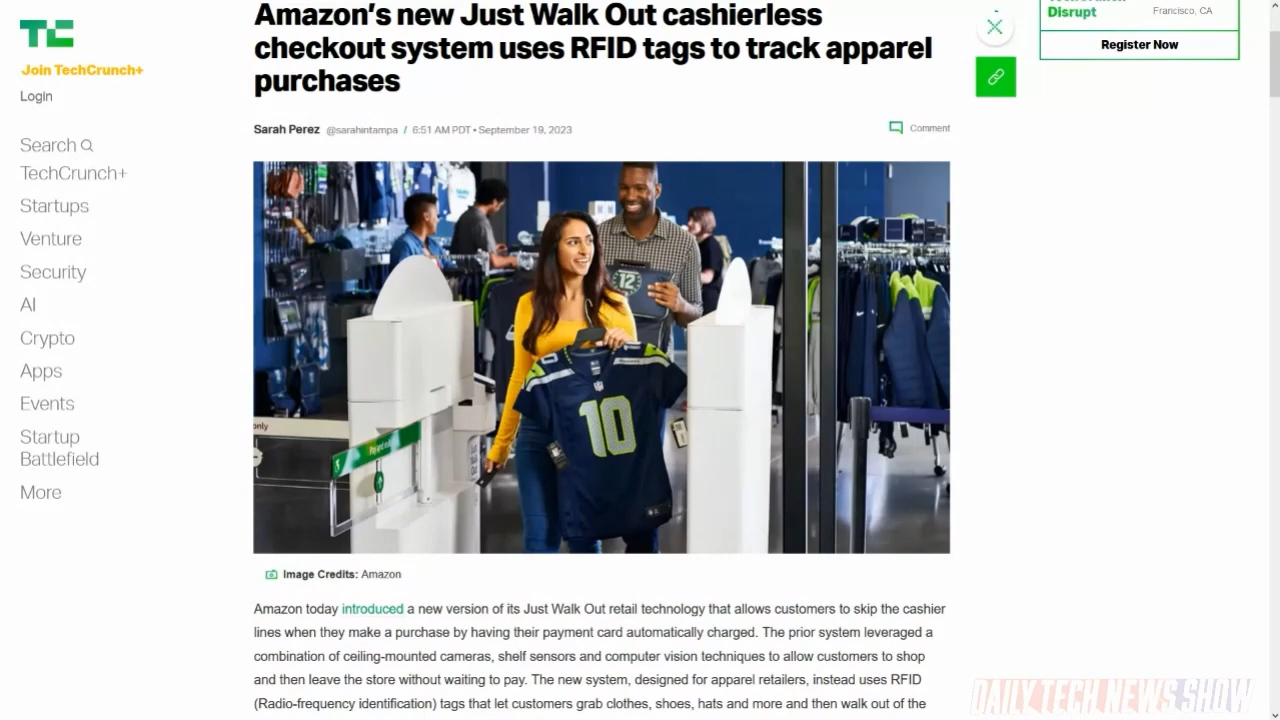 TC
Join TechCrunch+
Login
Search
TechCrunch+
Startups
Venture
Security
AI
Crypto
Apps
Events
Startup
Battlefield
More
Amazon's new Just Walk Out cashierless
checkout system uses RFID tags to track apparel
purchases
Sarah Perez @sarahintampa / 6:51 AM PDT • September 19, 2023
Comment
only
12
10
Image Credits: Amazon
Amazon today introduced a new version of its Just Walk Out retail technology that allows customers to skip the cashier
lines when they make a purchase by having their payment card automatically charged. The prior system leveraged a
combination of ceiling-mounted cameras, shelf sensors and computer vision techniques to allow customers to shop
and then leave the store without waiting to pay. The new system, designed for apparel retailers, instead uses RFID
(Radio-frequency identification) tags that let customers grab clothes, shoes, hats and more and then walk out of the
Disrupt
Francisco, CA
Register Now
DAILY TECH NEWS SHOW